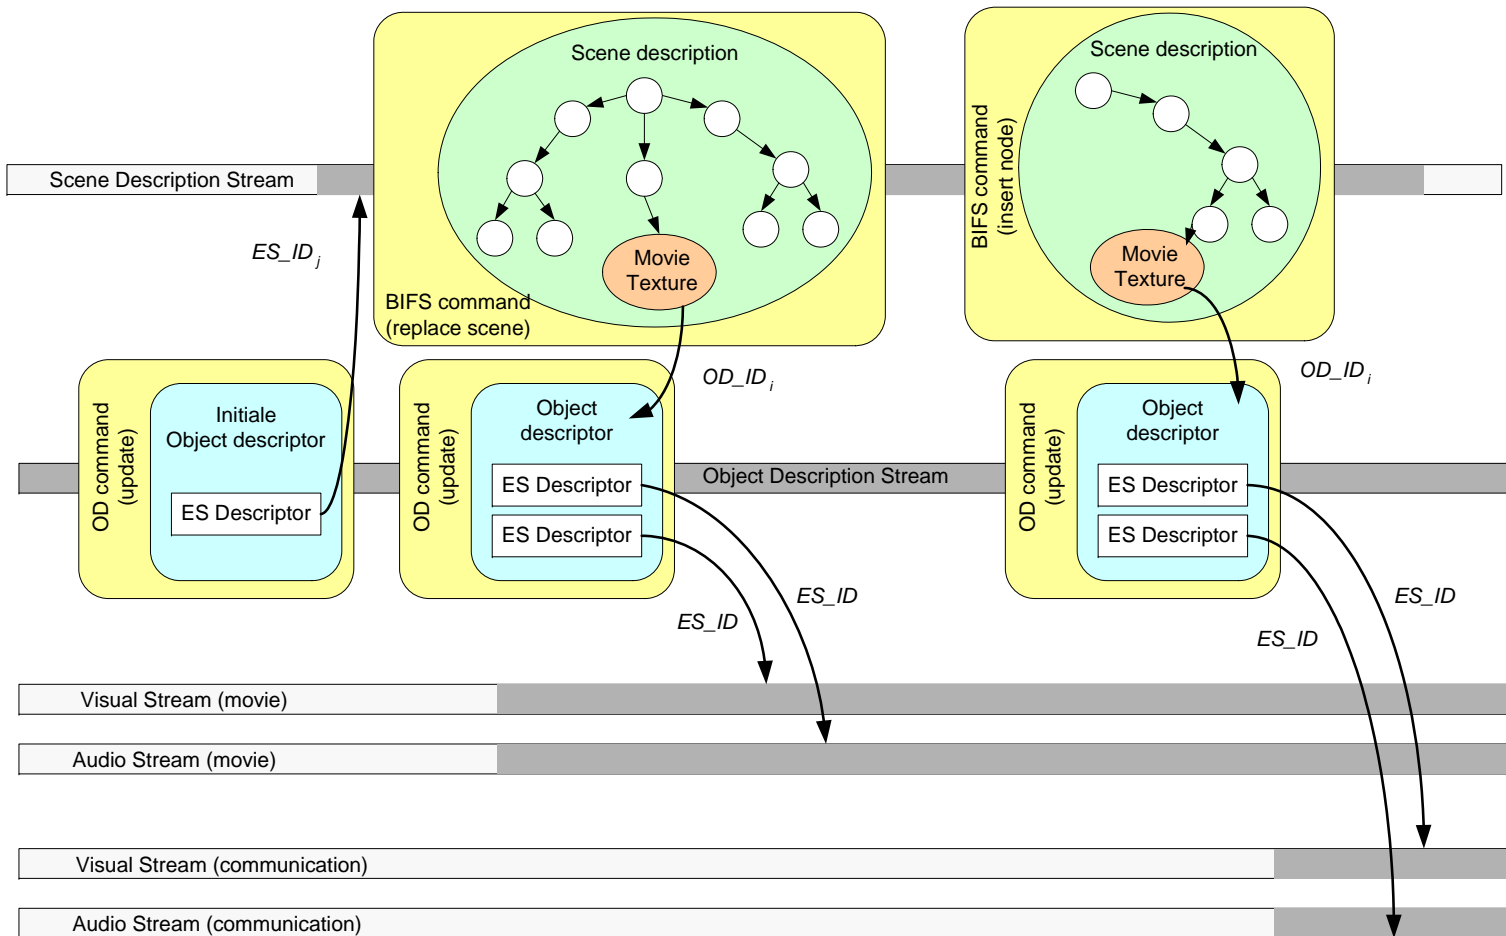 Scene description
Scene description
BIFS command
(insert node)
Scene Description Stream
ES_ID j
Movie
Texture
Movie
Texture
BIFS command
(replace scene)
OD_ID i
OD_ID i
OD command
(update)
Initiale
Object descriptor
ES Descriptor
OD command
(update)
Object
descriptor
ES Descriptor
ES Descriptor
Object Description Stream
OD command
(update)
Object
descriptor
ES Descriptor
ES Descriptor
ES_ID
ES_ID
ES_ID
ES_ID
Visual Stream (movie)
Audio Stream (movie)
Visual Stream (communication)
Audio Stream (communication)